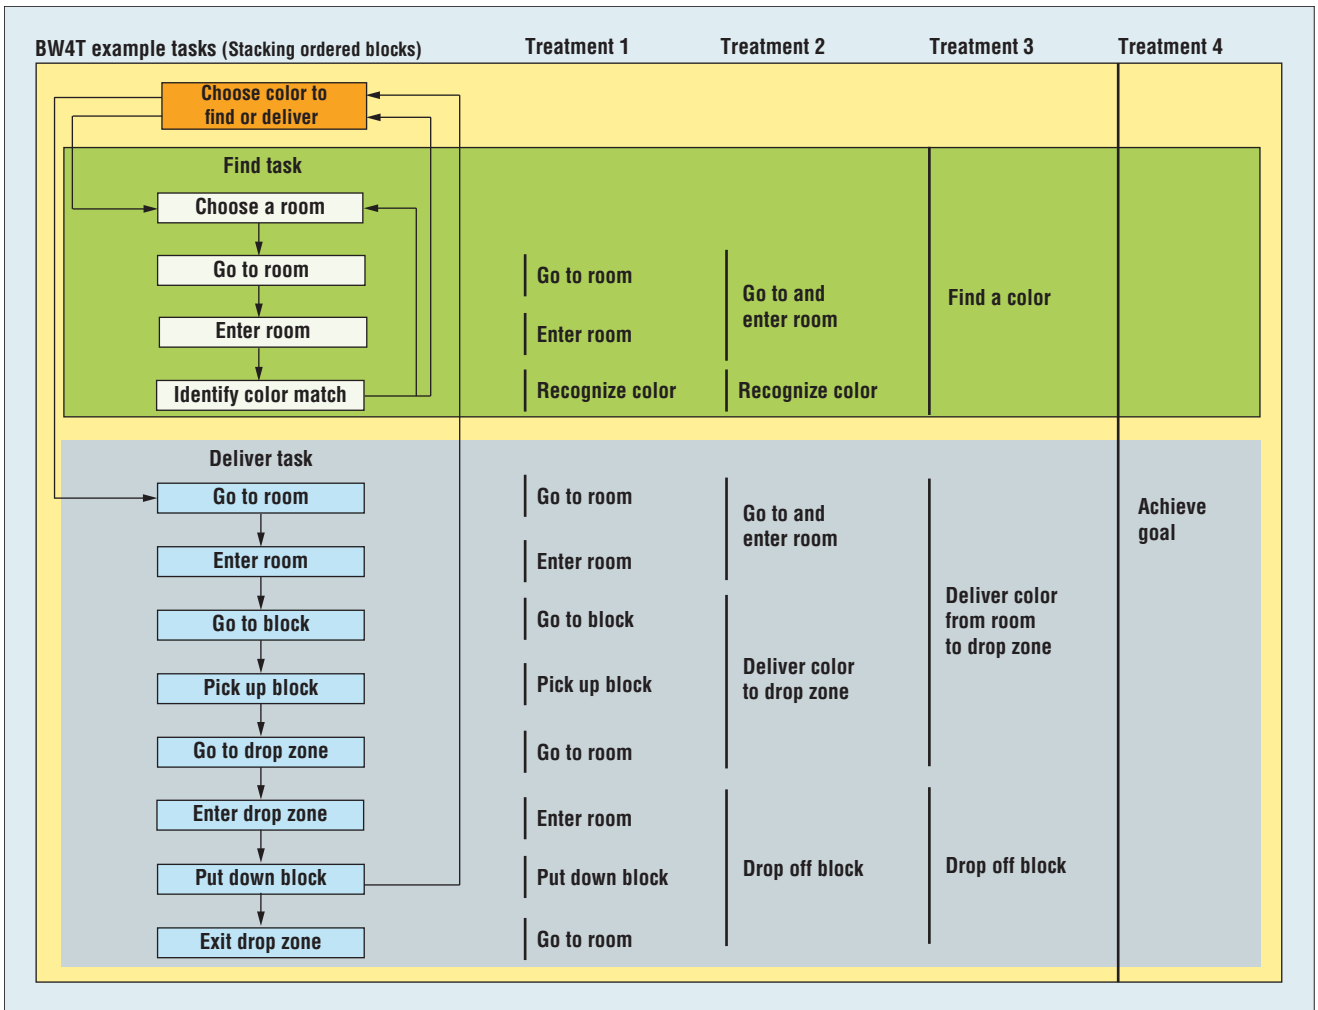 BW4T example tasks (Stacking ordered blocks)
Treatment 1
Treatment 2
Treatment 3
Treatment 4
Choose color to
find or deliver
Find task
Choose a room
Go to room
Enter room
Identify color match
Go to room
Enter room
Recognize color
Go to and
enter room
Recognize color
Find a color
Deliver task
Go to room
Enter room
Go to block
Pick up block
Go to drop zone
Enter drop zone
Put down block
Exit drop zone
Go to room
Enter room
Go to block
Pick up block
Go to room
Enter room
Put down block
Go to room
Go to and
enter room
Deliver color
to drop zone
Drop off block
Deliver color
from room
to drop zone
Drop off block
Achieve
goal